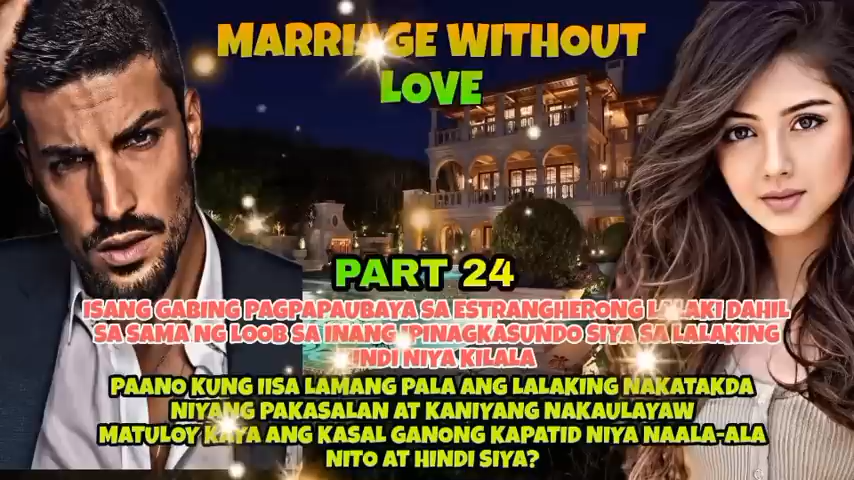 MARRIAGE WITHOUT
LOVE
PART 24
ISANG GABING PAGPAPAUBAYA SA ESTRANGHERONG LALAKI DAHIL
SA SAMA NG LOOB SA INANG IPINAGKASUNDO SIYA SA LALAKING
HINDI NIYA KILALA
PAANO KUNG IISA LAMANG PALA ANG LALAKING NAKATAKDA
NIYANG PAKASALAN AT KANIYANG NAKAULAYAW
MATULOY KAYA ANG KASAL GANONG KAPATID NIYA NAALA-ALA
NITO AT HINDI SIYA?